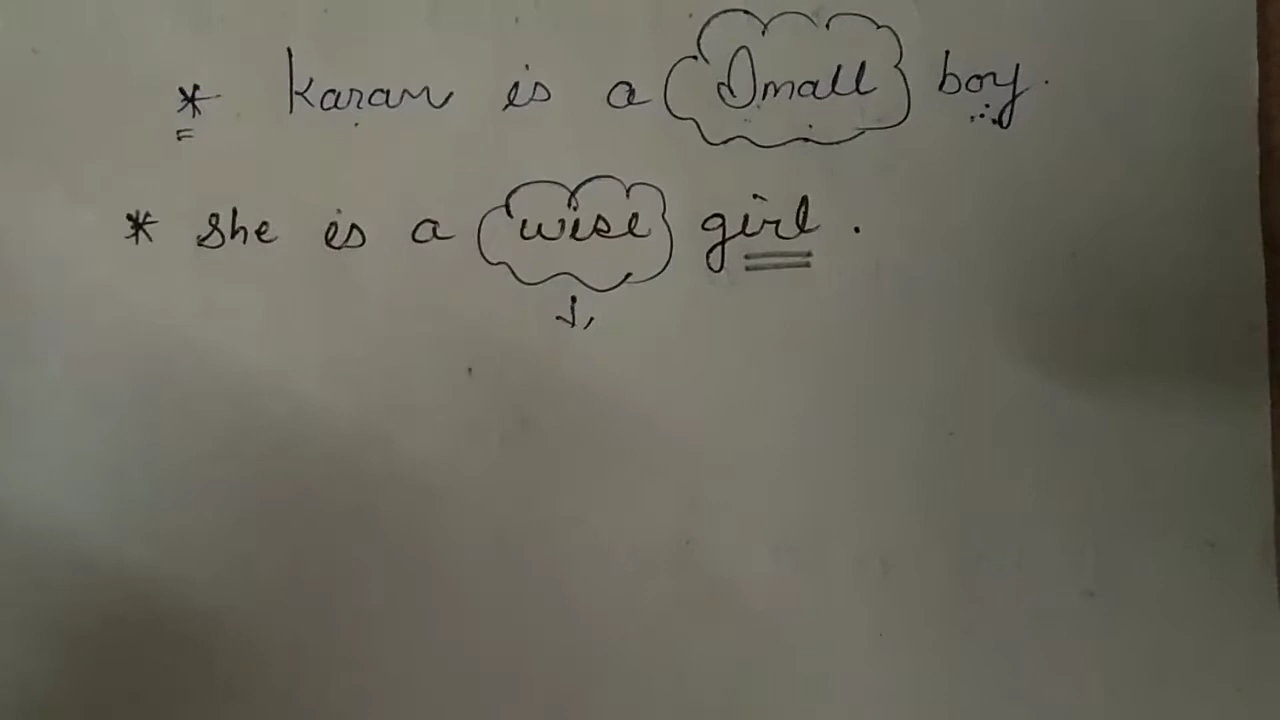 * Karan is a Small boy.
* She is a wise girl.